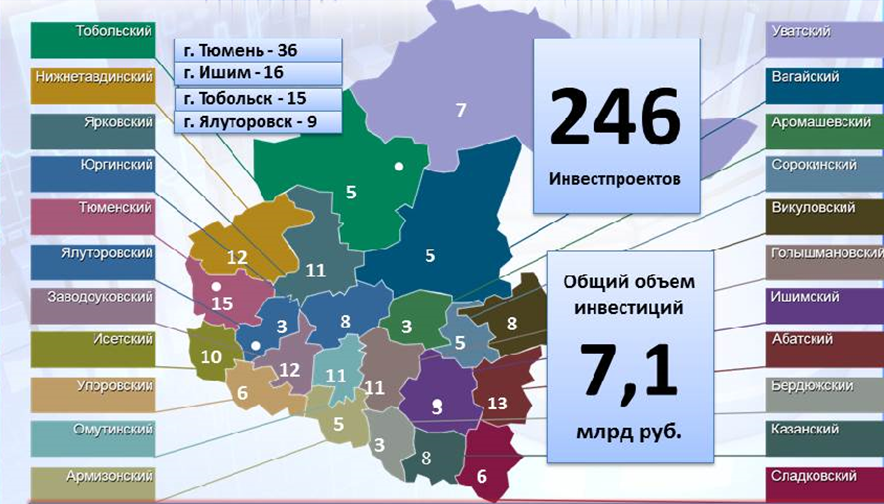 Тобольский
Нижнетавдинский
Ярковский
Юргинский
Тюменский
Ялуторовский
Заводоуковский
Исетский
Упоровский
Омутинский
Армизонский
г. Тюмень - 36
г. Ишим - 16
г. Тобольск - 15
г. Ялуторовск - 9
7
5
5
12
11
15
3
8
3
5
8
10
12
11
11
3
13
6
5
3
8
6
246
Инвестпроектов
Общий объем
инвестиций
7,1
млрд руб.
Уватский
Вагайский
Аромашевский
Сорокинский
Викуловский
Голышмановский
Ишимский
Абатский
Бердюжский
Казанский
Сладковский